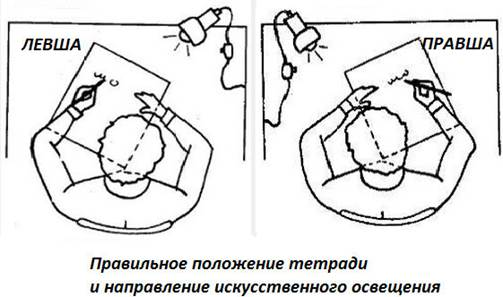 ЛЕВША
ПРАВША
Правильное положение тетради
и направление искусственного освещения